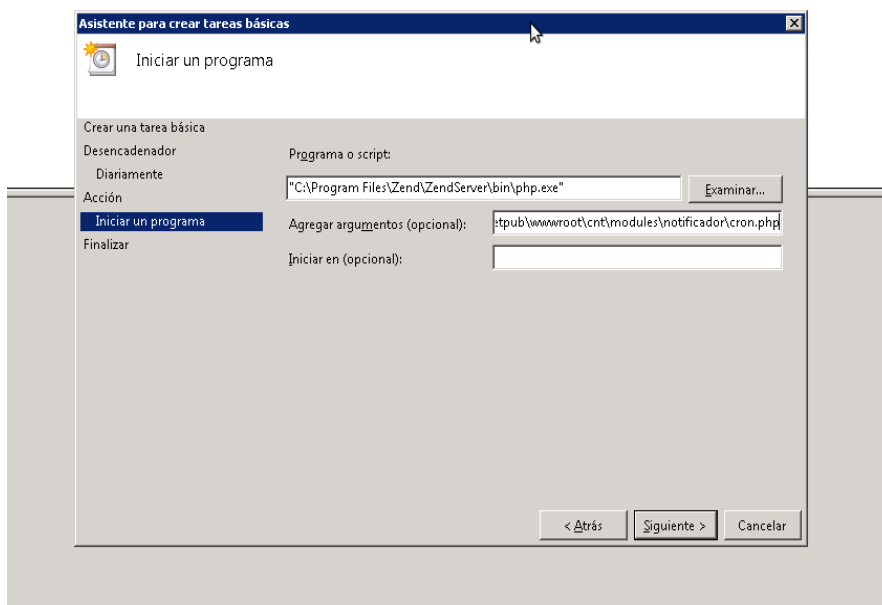 Asistente para crear tareas básicas
Iniciar un programa
Crear una tarea básica
Desencadenador
Diariamente
Acción
Iniciar un programa
Finalizar
Programa o script:
"C:\Program Files\Zend\ZendServer\bin\php.exe"
Examinar...
Agregar argumentos (opcional):
etpub\wwwroot\cnt\modules\notificador\cron.php
Iniciar en (opcional):
< Atrás
Siguiente >
Cancelar